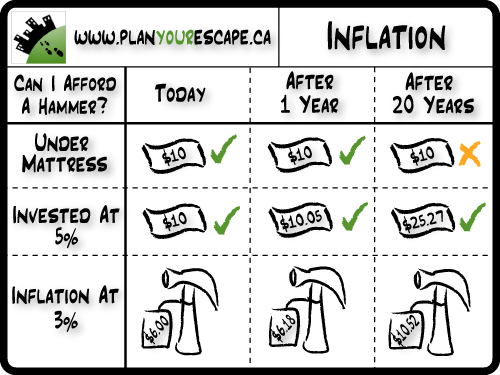 www.planyourescape.ca
Inflation
Can I Afford
A Hammer?
Today
After
1 Year
After
20 Years
Under
Mattress
$10
$10
$10
Invested At
5%
$10
$10.05
$25.27
Inflation At
3%
$6.00
$6.18
$10.52